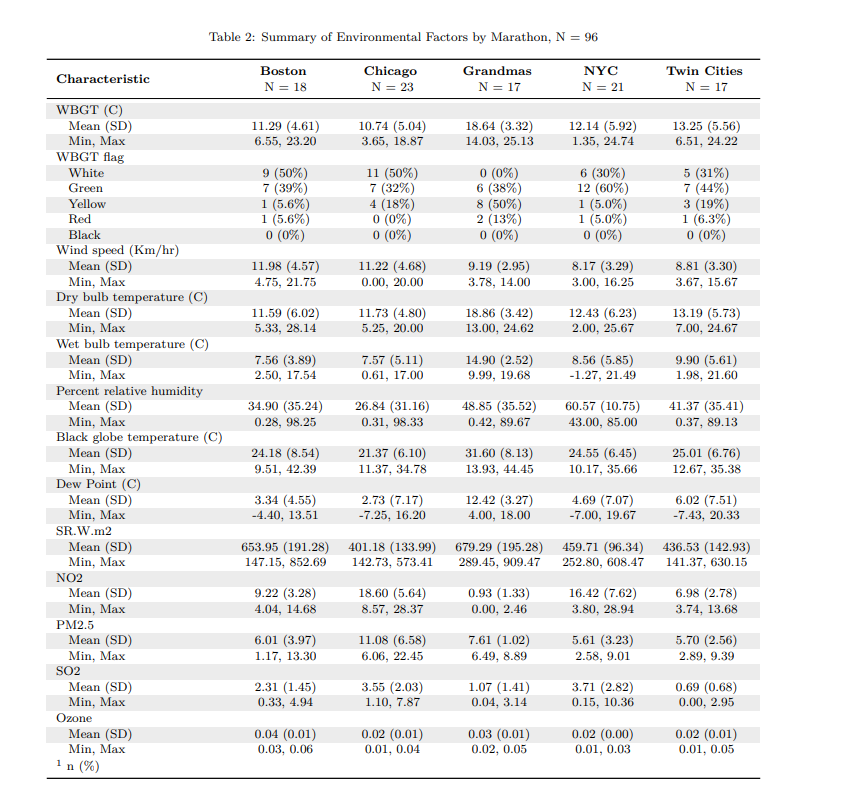 Table 2: Summary of Environmental Factors by Marathon, N = 96
Characteristic Boston N = 18 Chicago N = 23 Grandmas N = 17 NYC N = 21 Twin Cities N = 17
WBGT (C)
Mean (SD) 11.29 (4.61) 10.74 (5.04) 18.64 (3.32) 12.14 (5.92) 13.25 (5.56)
Min, Max 6.55, 23.20 3.65, 18.87 14.03, 25.13 1.35, 24.74 6.51, 24.22
WBGT flag
White 9 (50%) 11 (50%) 0 (0%) 6 (30%) 5 (31%)
Green 7 (39%) 7 (32%) 6 (38%) 12 (60%) 7 (44%)
Yellow 1 (5.6%) 4 (18%) 8 (50%) 1 (5.0%) 3 (19%)
Red 1 (5.6%) 0 (0%) 2 (13%) 1 (5.0%) 1 (6.3%)
Black 0 (0%) 0 (0%) 0 (0%) 0 (0%) 0 (0%)
Wind speed (Km/hr)
Mean (SD) 11.98 (4.57) 11.22 (4.68) 9.19 (2.95) 8.17 (3.29) 8.81 (3.30)
Min, Max 4.75, 21.75 0.00, 20.00 3.78, 14.00 3.00, 16.25 3.67, 15.67
Dry bulb temperature (C)
Mean (SD) 11.59 (6.02) 11.73 (4.80) 18.86 (3.42) 12.43 (6.23) 13.19 (5.73)
Min, Max 5.33, 28.14 5.25, 20.00 13.00, 24.62 2.00, 25.67 7.00, 24.67
Wet bulb temperature (C)
Mean (SD) 7.56 (3.89) 7.57 (5.11) 14.90 (2.52) 8.56 (5.85) 9.90 (5.61)
Min, Max 2.50, 17.54 0.61, 17.00 9.99, 19.68 -1.27, 21.49 1.98, 21.60
Percent relative humidity
Mean (SD) 34.90 (35.24) 26.84 (31.16) 48.85 (35.52) 60.57 (10.75) 41.37 (35.41)
Min, Max 0.28, 98.25 0.31, 98.33 0.42, 89.67 43.00, 85.00 0.37, 89.13
Black globe temperature (C)
Mean (SD) 24.18 (8.54) 21.37 (6.10) 31.60 (8.13) 24.55 (6.45) 25.01 (6.76)
Min, Max 9.51, 42.39 11.37, 34.78 13.93, 44.45 10.17, 35.66 12.67, 35.38
Dew Point (C)
Mean (SD) 3.34 (4.55) 2.73 (7.17) 12.42 (3.27) 4.69 (7.07) 6.02 (7.51)
Min, Max -4.40, 13.51 -7.25, 16.20 4.00, 18.00 -7.00, 19.67 -7.43, 20.33
SR.W.m2
Mean (SD) 653.95 (191.28) 401.18 (133.99) 679.29 (195.28) 459.71 (96.34) 436.53 (142.93)
Min, Max 147.15, 852.69 142.73, 573.41 289.45, 909.47 252.80, 608.47 141.37, 630.15
NO2
Mean (SD) 9.22 (3.28) 18.60 (5.64) 0.93 (1.33) 16.42 (7.62) 6.98 (2.78)
Min, Max 4.04, 14.68 8.57, 28.37 0.00, 2.46 3.80, 28.94 3.74, 13.68
PM2.5
Mean (SD) 6.01 (3.97) 11.08 (6.58) 7.61 (1.02) 5.61 (3.23) 5.70 (2.56)
Min, Max 1.17, 13.30 6.06, 22.45 6.49, 8.89 2.58, 9.01 2.89, 9.39
SO2
Mean (SD) 2.31 (1.45) 3.55 (2.03) 1.07 (1.41) 3.71 (2.82) 0.69 (0.68)
Min, Max 0.33, 4.94 1.10, 7.87 0.04, 3.14 0.15, 10.36 0.00, 2.95
Ozone
Mean (SD) 0.04 (0.01) 0.02 (0.01) 0.03 (0.01) 0.02 (0.00) 0.02 (0.01)
Min, Max 0.03, 0.06 0.01, 0.04 0.02, 0.05 0.01, 0.03 0.01, 0.05
¹ n (%)